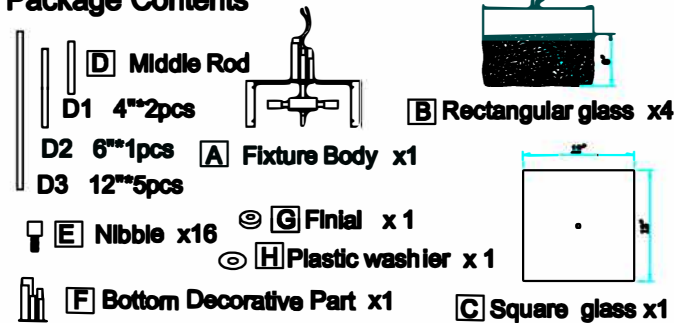 Package Contents
D Middle Rod
D1 4"*2pcs
D2 6"*1pcs
D3 12"*5pcs
A Fixture Body x1
B Rectangular glass x4
E Nibble x16
G Finial x 1
H Plastic washier x 1
F Bottom Decorative Part x1
C Square glass x1